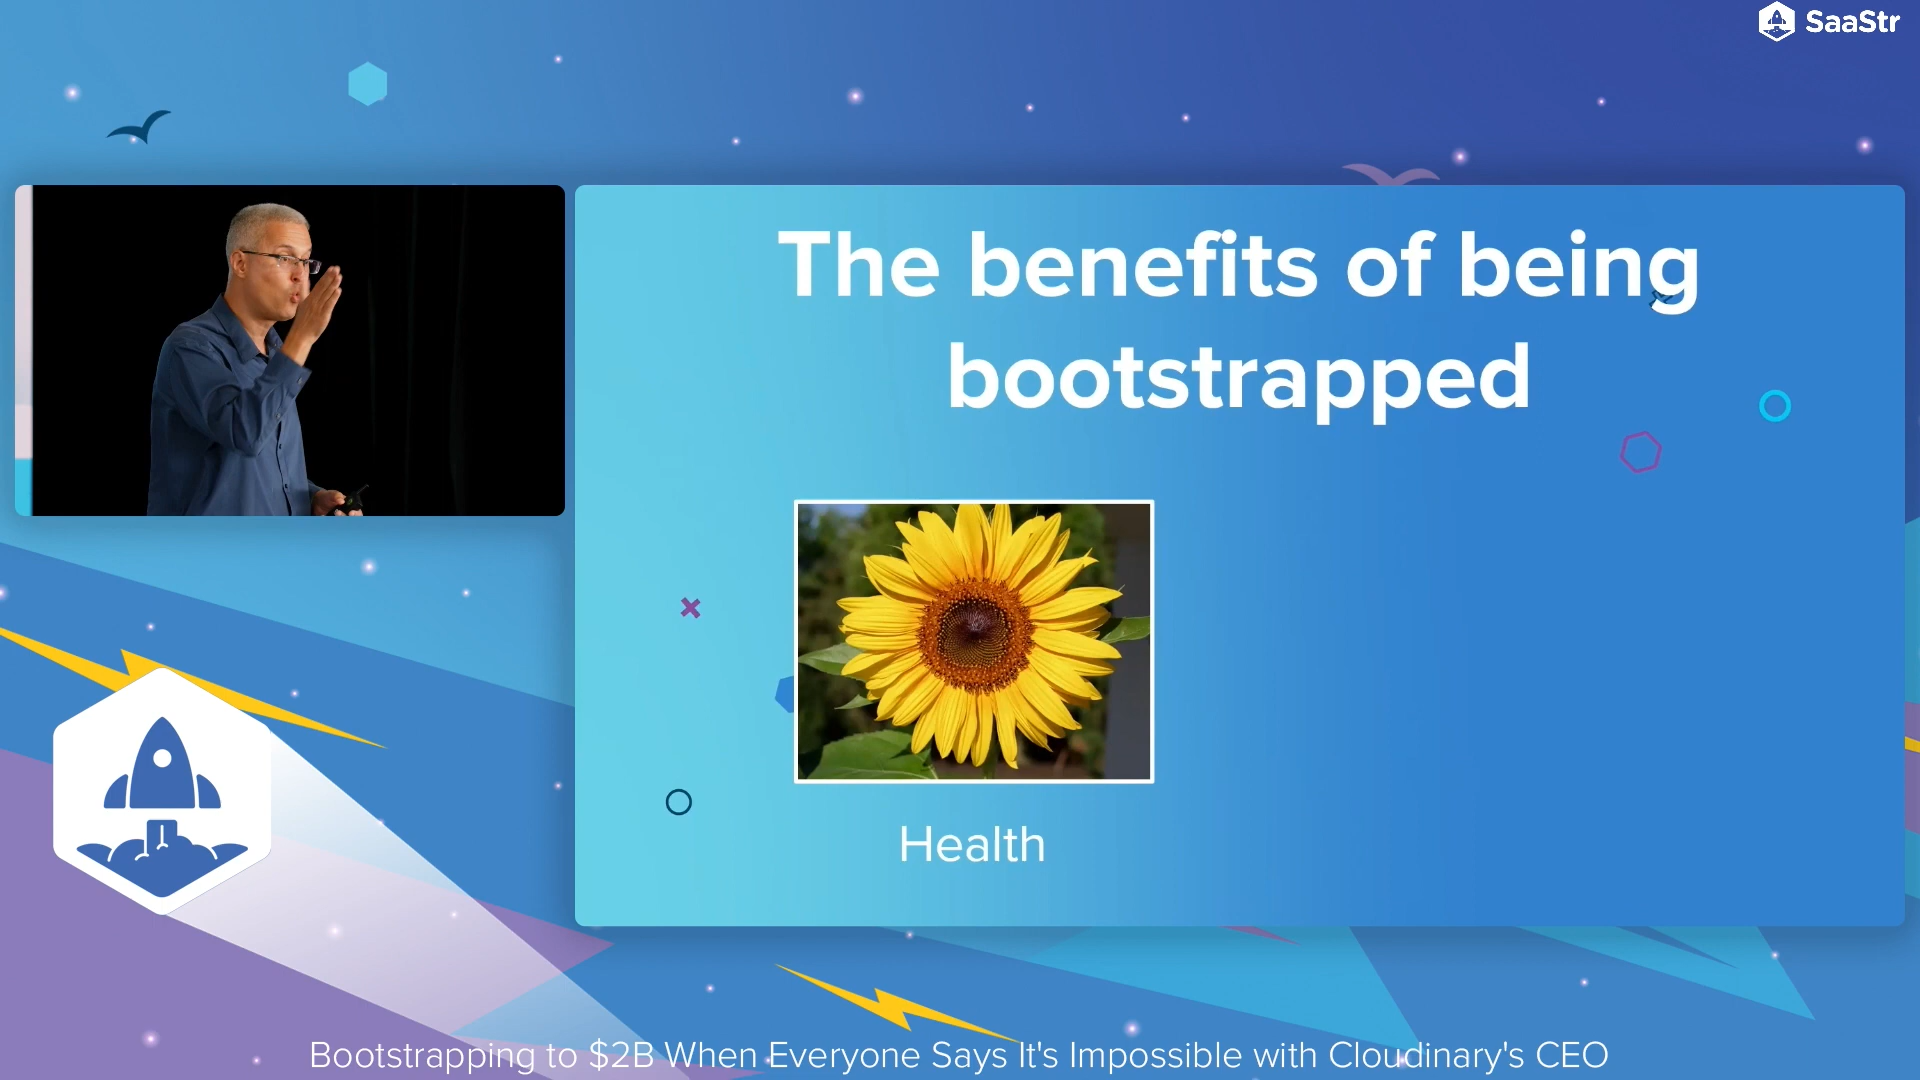 SaaStr
The benefits of being
bootstrapped
Health
Bootstrapping to $2B When Everyone Says It's Impossible with Cloudinary's CEO